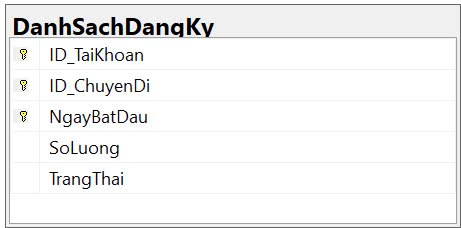 DanhSachDangKy
ID_TaiKhoan
ID_ChuyenDi
NgayBatDau
SoLuong
TrangThai